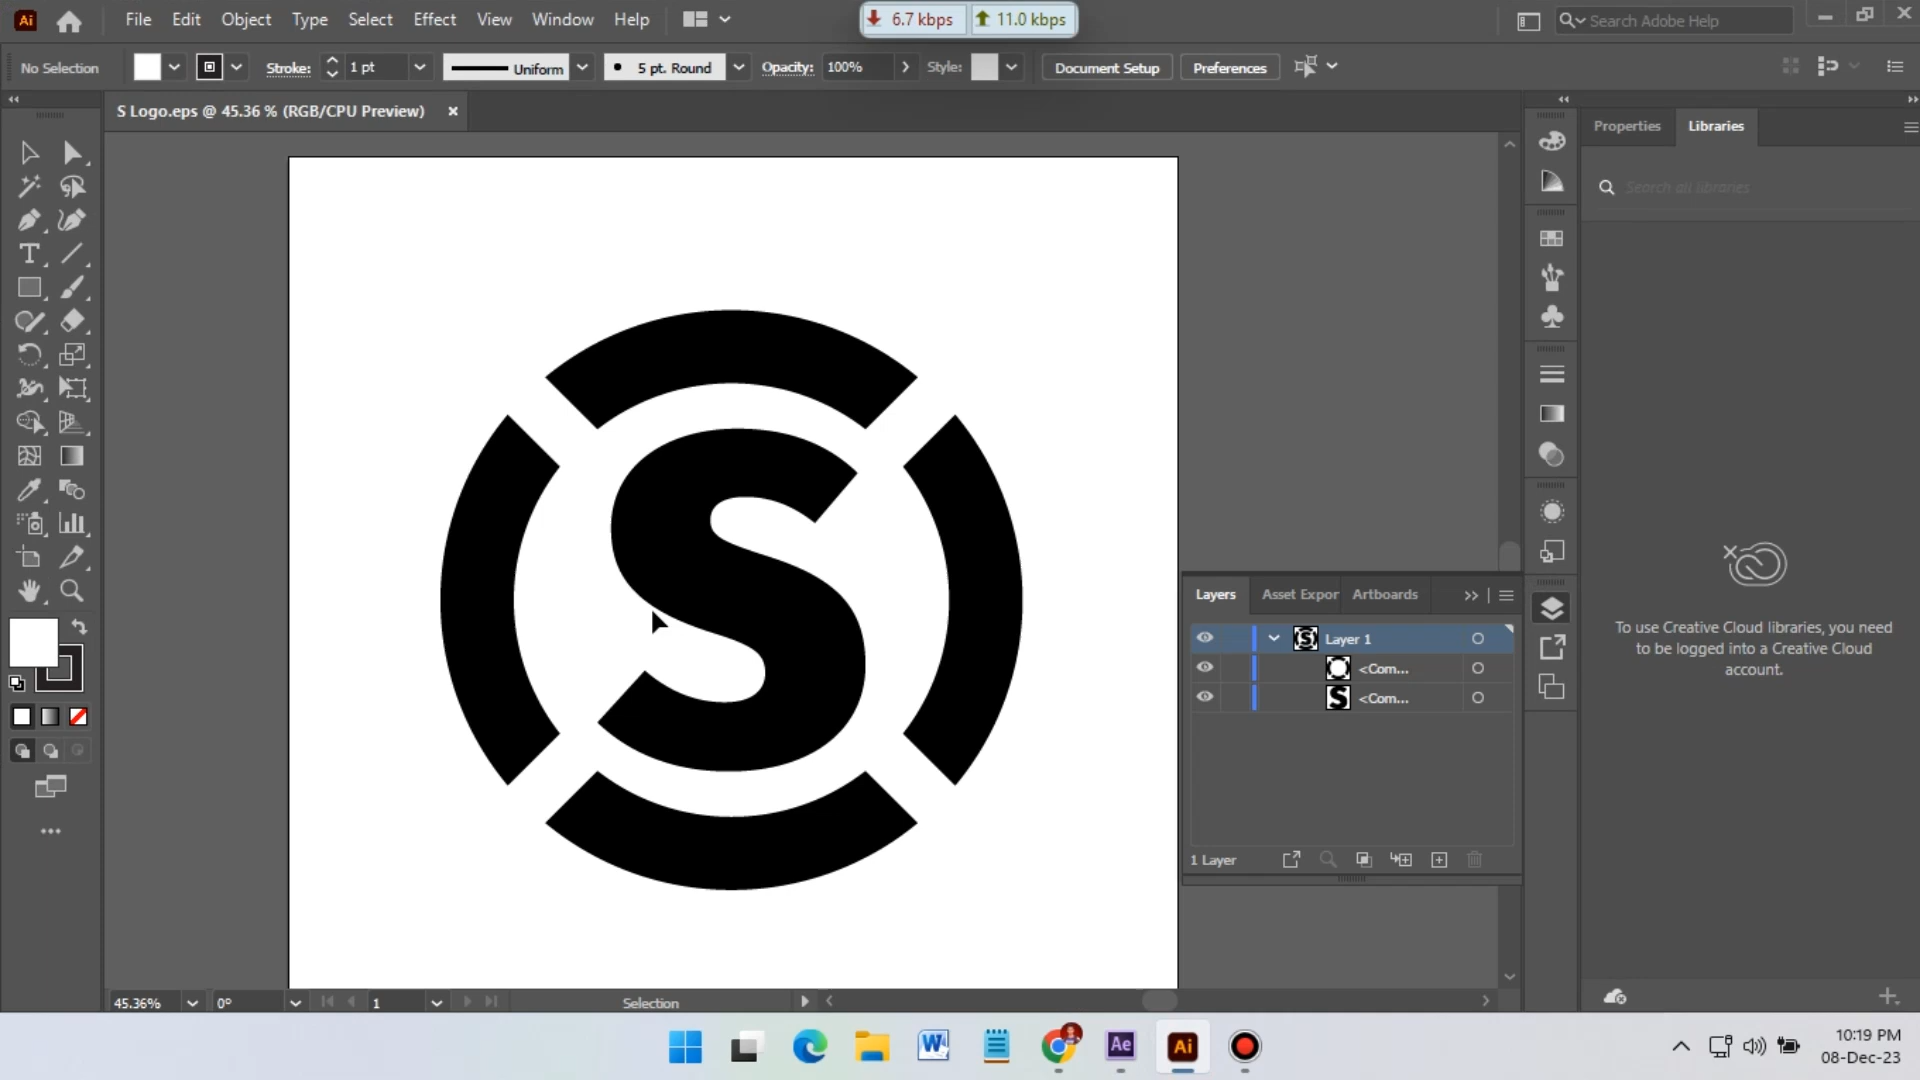 Ai File Edit Object Type Select Effect View Window Help 6.7 kbps 11.0 kbps Search Adobe Help
No Selection Stroke: 1 pt Uniform 5 pt. Round Opacity: 100% Style: Document Setup Preferences
S Logo.eps @ 45.36 % (RGB/CPU Preview)
Properties Libraries
Search all libraries
S
Layers Asset Expor Artboards
Layer 1
<Com...
<Com...
1 Layer
To use Creative Cloud libraries, you need
to be logged into a Creative Cloud
account.
45.36% 0° 1 Selection
W Ae Ai
10:19 PM
08-Dec-23